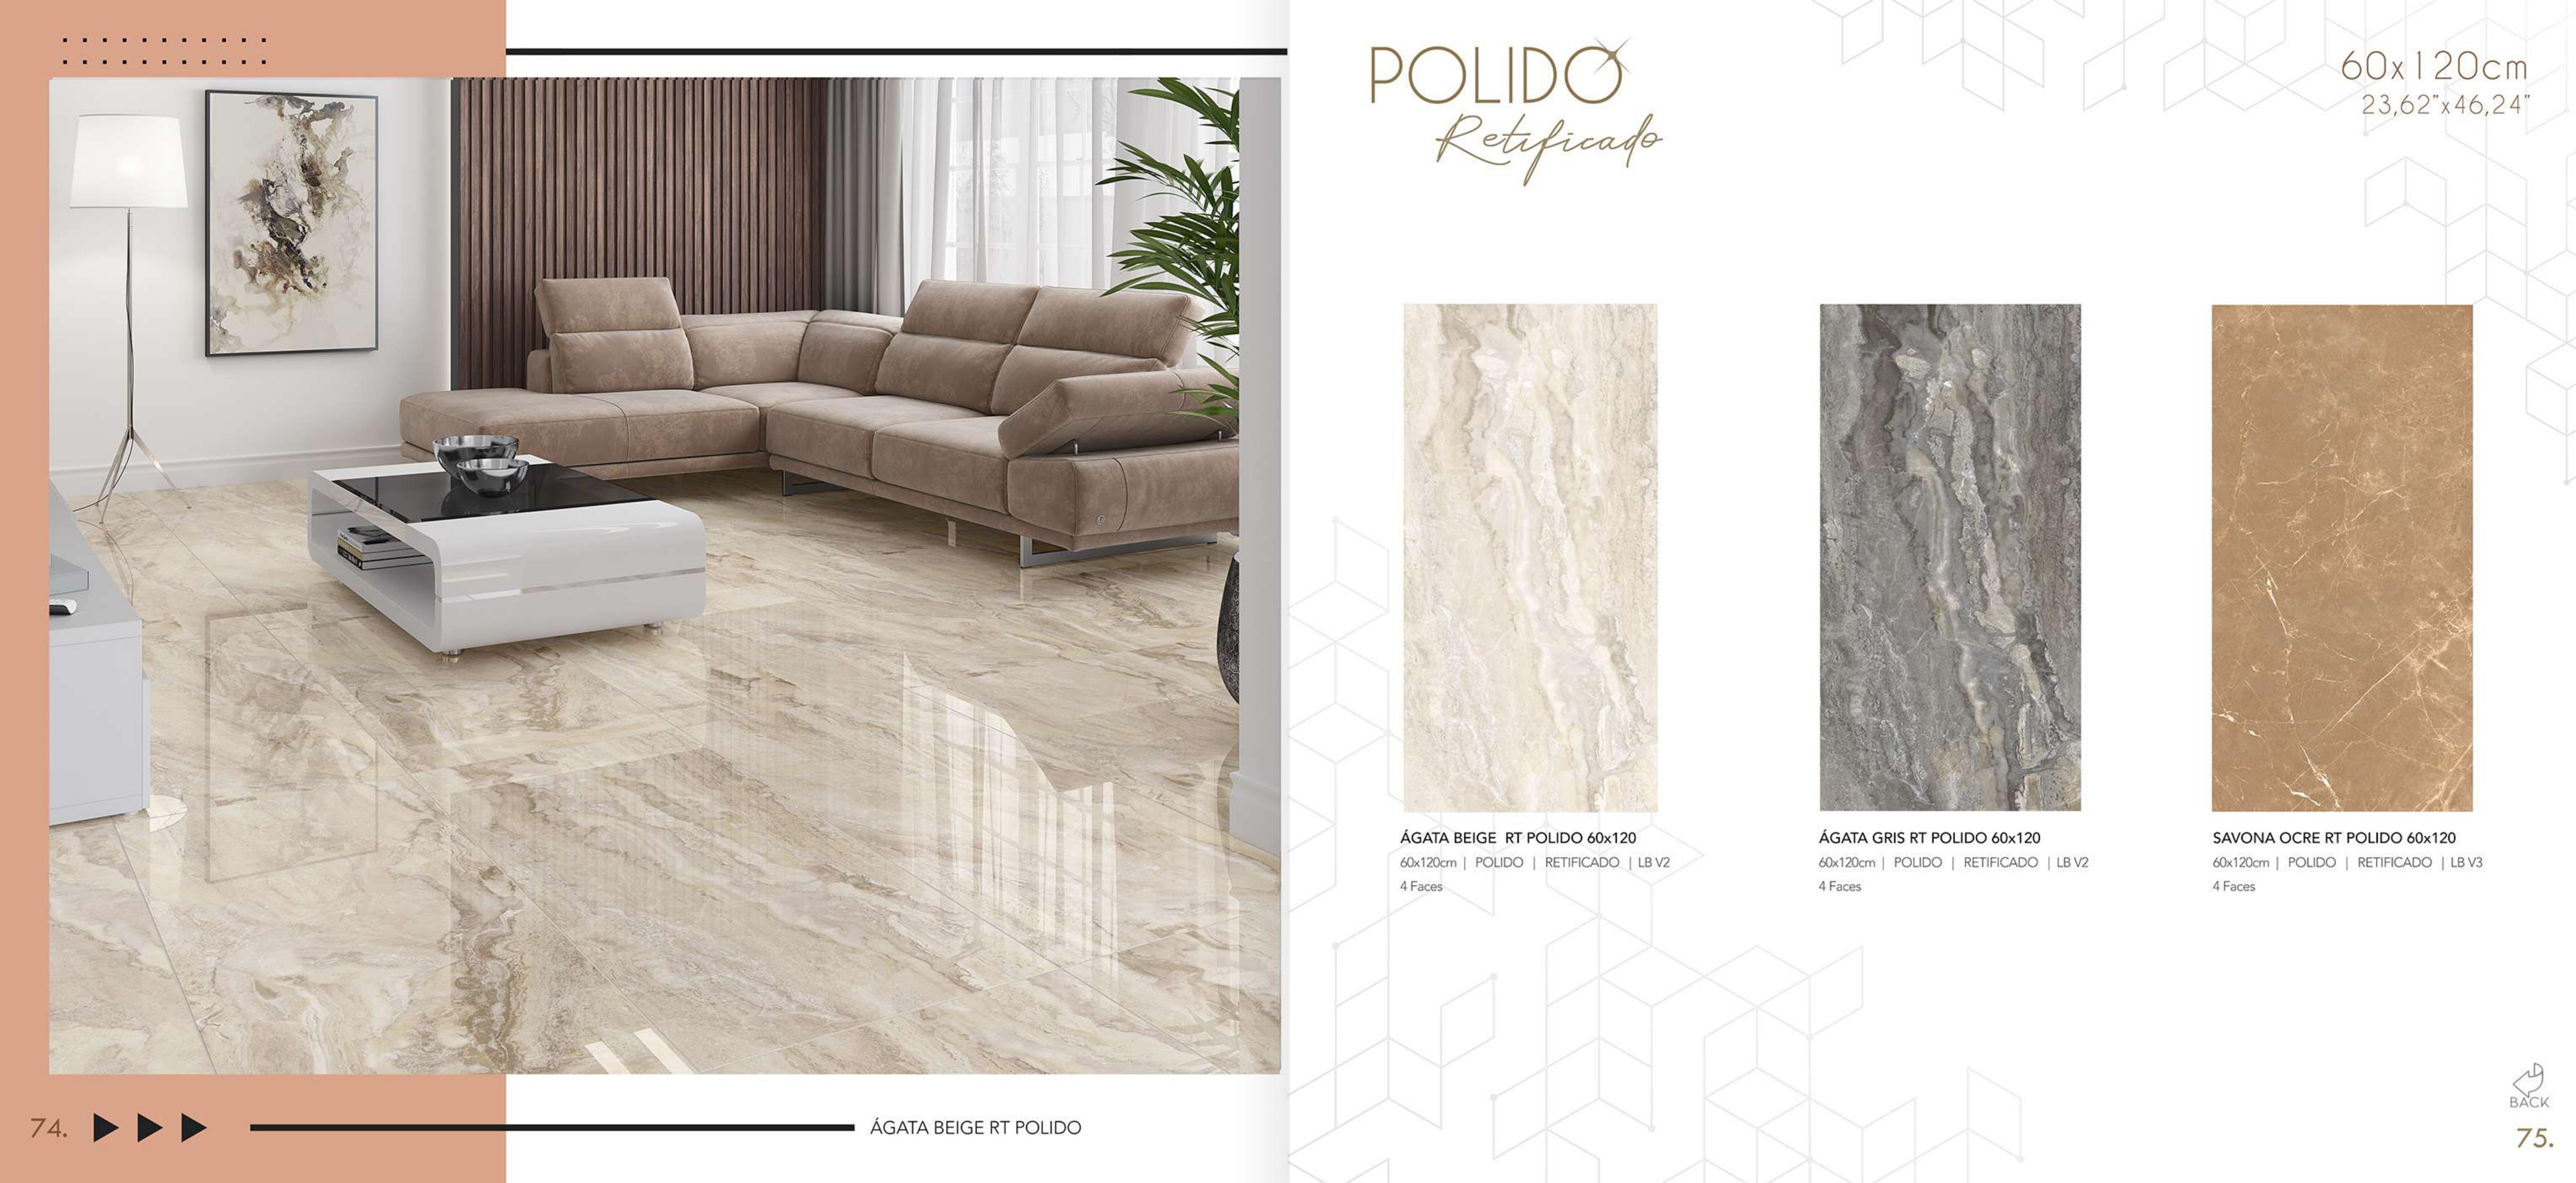 74.
ÁGATA BEIGE RT POLIDO
POLIDO
Retificado
60x120cm
23,62"x46,24"
ÁGATA BEIGE RT POLIDO 60x120
60x120cm | POLIDO | RETIFICADO | LB V2
4 Faces
ÁGATA GRIS RT POLIDO 60x120
60x120cm | POLIDO | RETIFICADO | LB V2
4 Faces
SAVONA OCRE RT POLIDO 60x120
60x120cm | POLIDO | RETIFICADO | LB V3
4 Faces
BACK
75.